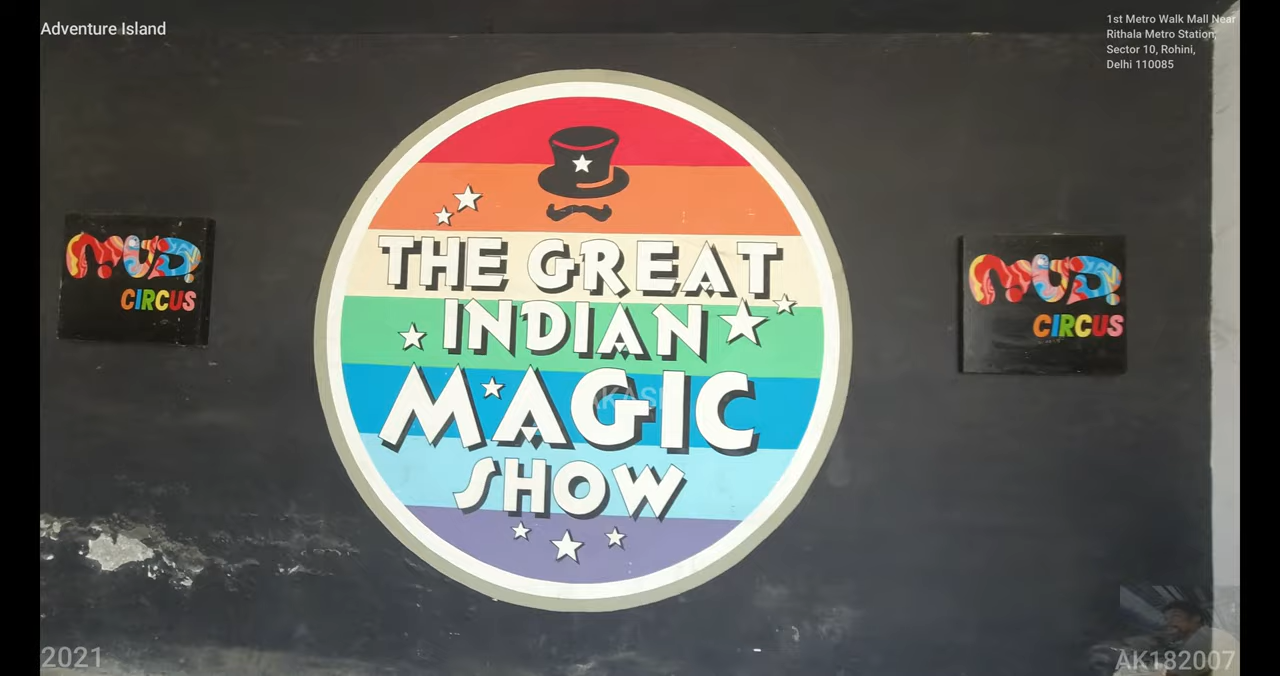 Adventure Island
1st Metro Walk Mall Near
Rithala Metro Station,
Sector 10, Rohini,
Delhi 110085
MUD
CIRCUS
THE GREAT
INDIAN
MAGIC
SHOW
MUD
CIRCUS
2021
AK182007